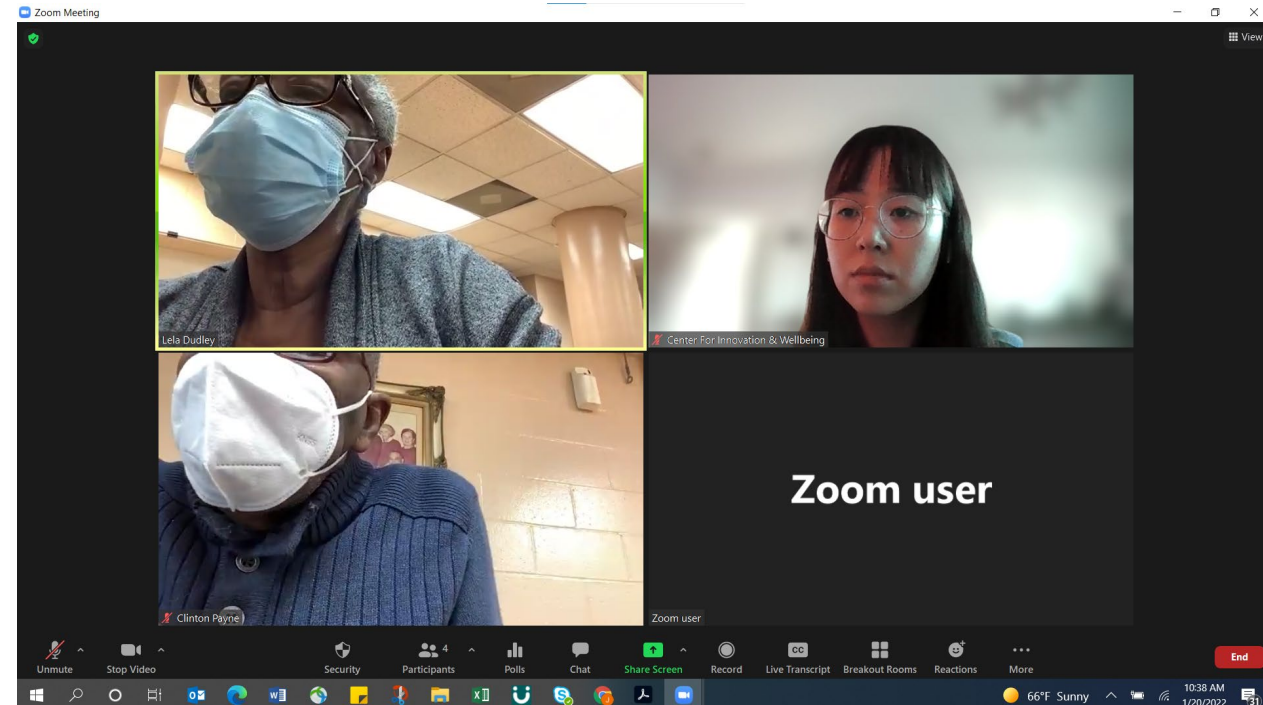 Zoom Meeting
View
Lela Dudley
Center For Innovation & Wellbeing
Clinton Payne
Zoom user
Zoom user
Unmute
Stop Video
Security
4
Participants
Polls
Chat
Share Screen
Record
CC
Live Transcript
Breakout Rooms
Reactions
More
End
66°F Sunny
10:38 AM
1/20/2022
31